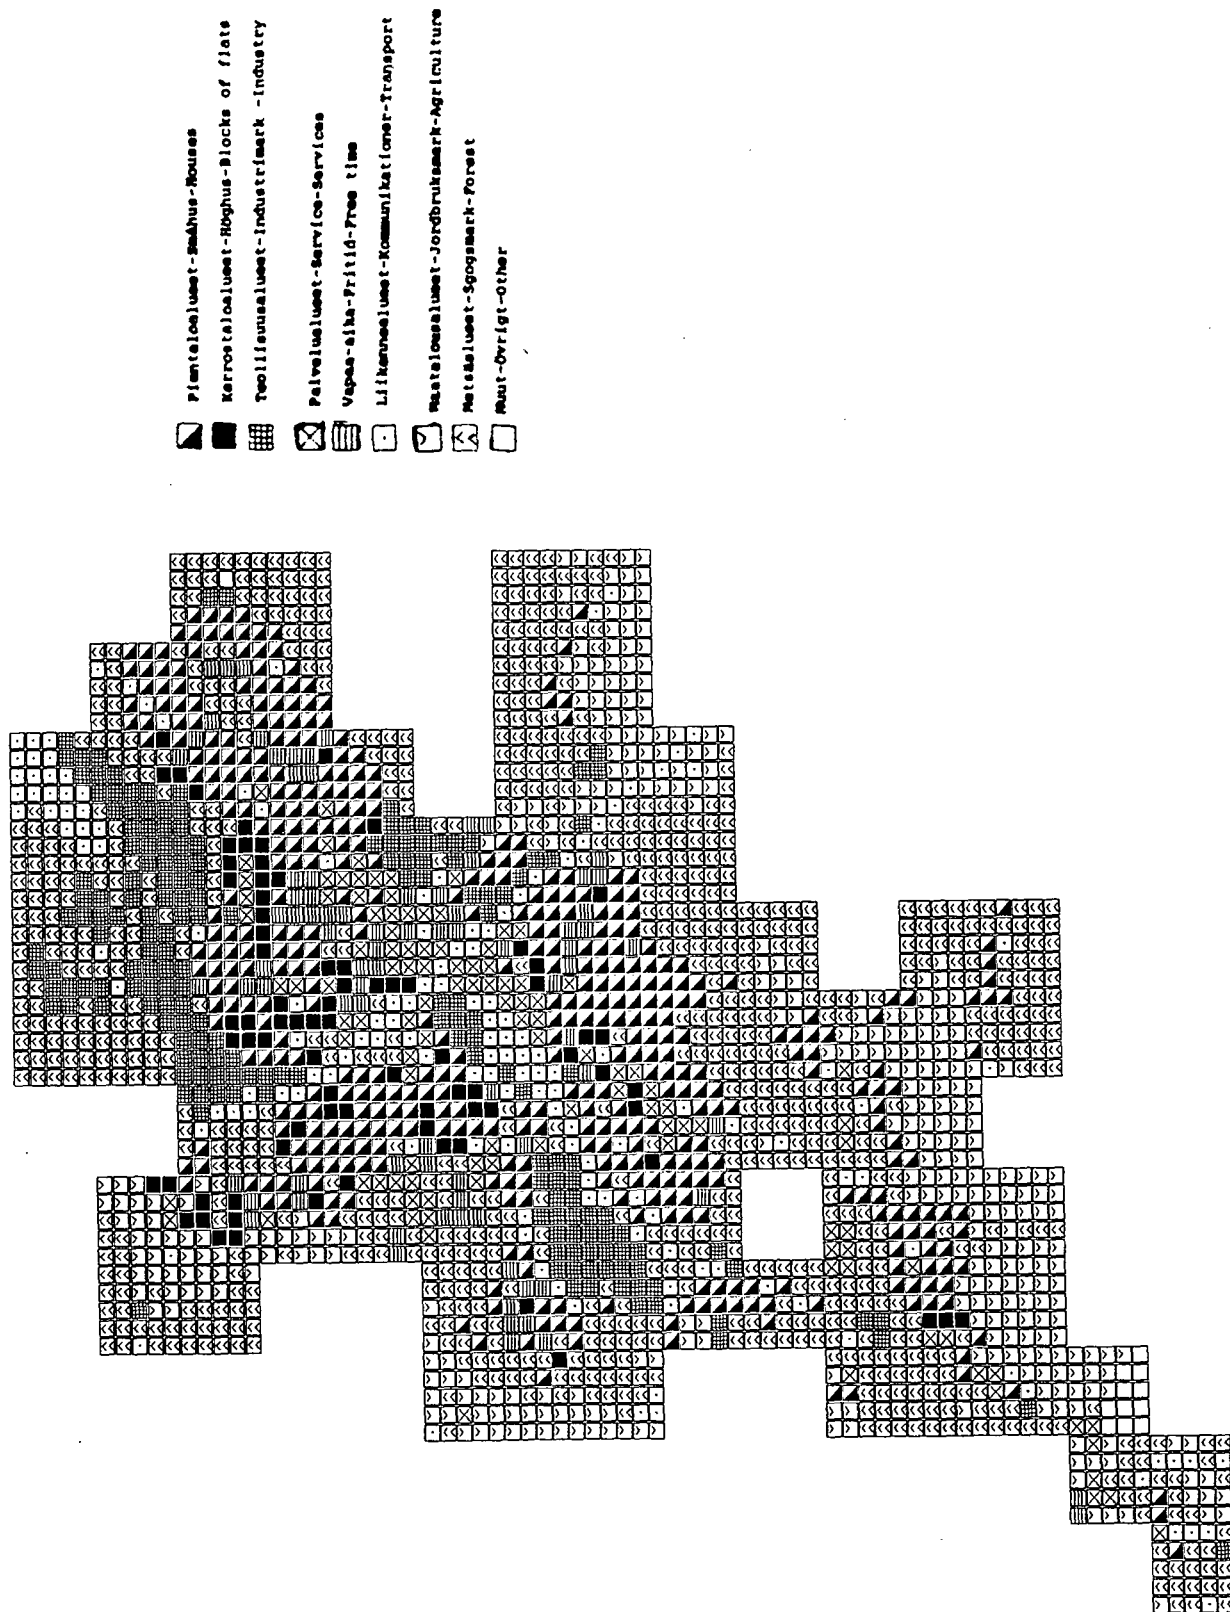 Pientaloalueet-Småhus-Houses
Kerrostaloalueet-Höghus-Blocks of flats
Teollisuusalueet-Industrimark -Industry
Palvelualueet-Service-Services
Vapaa-aika-Fritid-Free time
Liikennealueet-Kommunikationer-Transport
Maatalousalueet-Jordbruksmark-Agriculture
Metsäalueet-Sgogsmark-Forest
Muut-Övrigt-Other